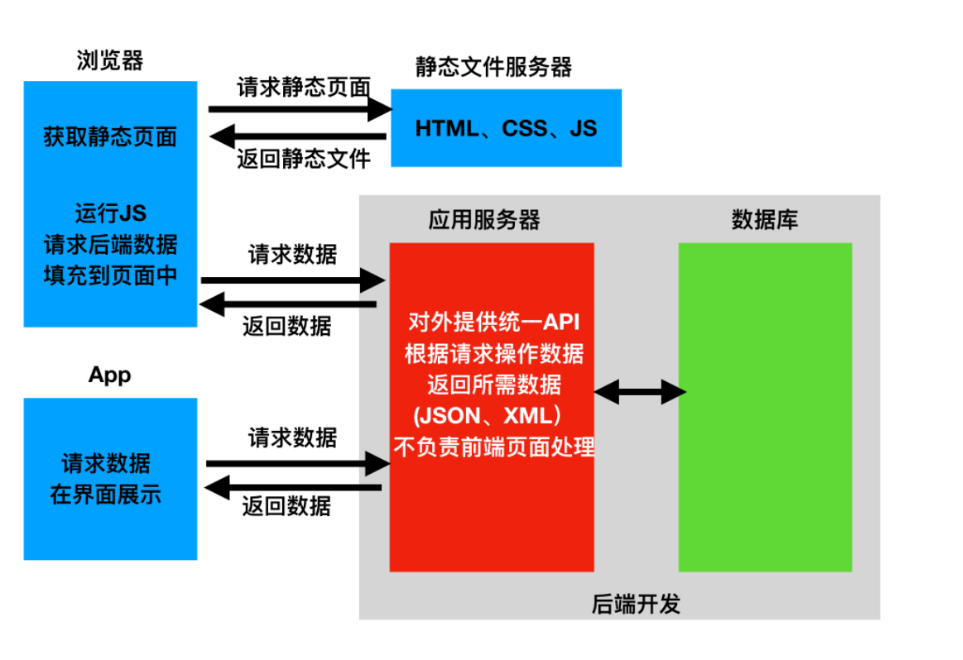 浏览器
获取静态页面
运行JS
请求后端数据
填充到页面中
请求静态页面
返回静态文件
静态文件服务器
HTML、CSS、JS
请求数据
返回数据
App
请求数据
在界面展示
请求数据
返回数据
应用服务器
对外提供统一API
根据请求操作数据
返回所需数据
(JSON、XML）
不负责前端页面处理
数据库
后端开发